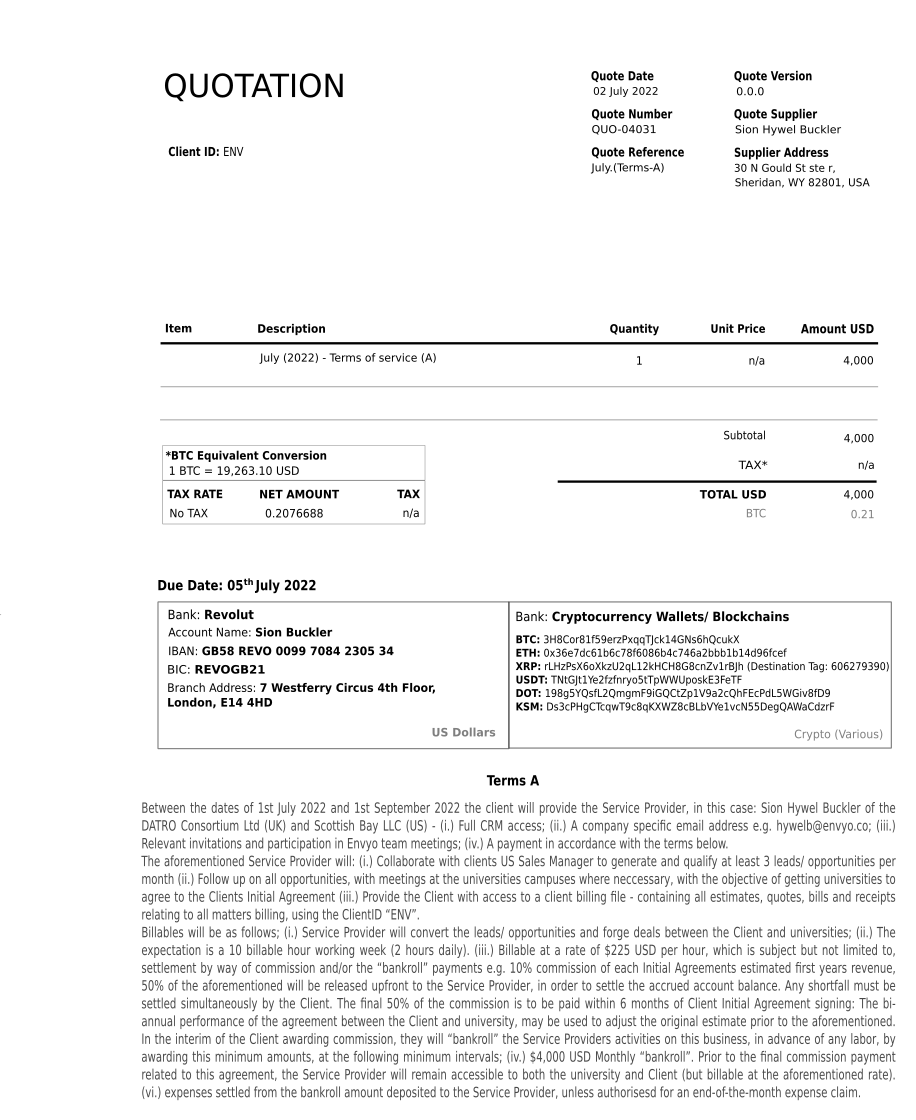 QUOTATION
Client ID: ENV
Quote Date
02 July 2022
Quote Number
QUO-04031
Quote Reference
July.(Terms-A)
Quote Version
0.0.0
Quote Supplier
Sion Hywel Buckler
Supplier Address
30 N Gould St ste r,
Sheridan, WY 82801, USA
Item Description Quantity Unit Price Amount USD
July (2022) - Terms of service (A) 1 n/a 4,000
Subtotal 4,000
TAX* n/a
TOTAL USD 4,000
BTC 0.21
*BTC Equivalent Conversion
1 BTC = 19,263.10 USD
TAX RATE NET AMOUNT TAX
No TAX 0.2076688 n/a
Due Date: 05th July 2022
Bank: Revolut
Account Name: Sion Buckler
IBAN: GB58 REVO 0099 7084 2305 34
BIC: REVOGB21
Branch Address: 7 Westferry Circus 4th Floor,
London, E14 4HD
US Dollars
Bank: Cryptocurrency Wallets/ Blockchains
BTC: 3H8Cor81f59erzPxqqTJck14GNs6hQcukX
ETH: 0x36e7dc61b6c78f6086b4c746a2bbb1b14d96fcef
XRP: rLHzPsX6oXkzU2qL12kHCH8G8cnZv1rBJh (Destination Tag: 606279390)
USDT: TNtGJt1Ye2fzfnryo5tTpWWUposkE3FeTF
DOT: 198g5YQsfL2QmgmF9iGQCtZp1V9a2cQhFEcPdL5WGiv8fD9
KSM: Ds3cPHgCTcqwT9c8qKXWZ8cBLbVYe1vcN55DegQAWaCdzrF
Crypto (Various)
Terms A
Between the dates of 1st July 2022 and 1st September 2022 the client will provide the Service Provider, in this case: Sion Hywel Buckler of the
DATRO Consortium Ltd (UK) and Scottish Bay LLC (US) - (i.) Full CRM access; (ii.) A company specific email address e.g. hywelb@envyo.co; (iii.)
Relevant invitations and participation in Envyo team meetings; (iv.) A payment in accordance with the terms below.
The aforementioned Service Provider will: (i.) Collaborate with clients US Sales Manager to generate and qualify at least 3 leads/ opportunities per
month (ii.) Follow up on all opportunities, with meetings at the universities campuses where neccessary, with the objective of getting universities to
agree to the Clients Initial Agreement (iii.) Provide the Client with access to a client billing file - containing all estimates, quotes, bills and receipts
relating to all matters billing, using the ClientID “ENV”.
Billables will be as follows; (i.) Service Provider will convert the leads/ opportunities and forge deals between the Client and universities; (ii.) The
expectation is a 10 billable hour working week (2 hours daily). (iii.) Billable at a rate of $225 USD per hour, which is subject but not limited to,
settlement by way of commission and/or the “bankroll” payments e.g. 10% commission of each Initial Agreements estimated first years revenue,
50% of the aforementioned will be released upfront to the Service Provider, in order to settle the accrued account balance. Any shortfall must be
settled simultaneously by the Client. The final 50% of the commission is to be paid within 6 months of Client Initial Agreement signing: The bi-
annual performance of the agreement between the Client and university, may be used to adjust the original estimate prior to the aforementioned.
In the interim of the Client awarding commission, they will “bankroll” the Service Providers activities on this business, in advance of any labor, by
awarding this minimum amounts, at the following minimum intervals; (iv.) $4,000 USD Monthly “bankroll”. Prior to the final commission payment
related to this agreement, the Service Provider will remain accessible to both the university and Client (but billable at the aforementioned rate).
(vi.) expenses settled from the bankroll amount deposited to the Service Provider, unless authorisesd for an end-of-the-month expense claim.